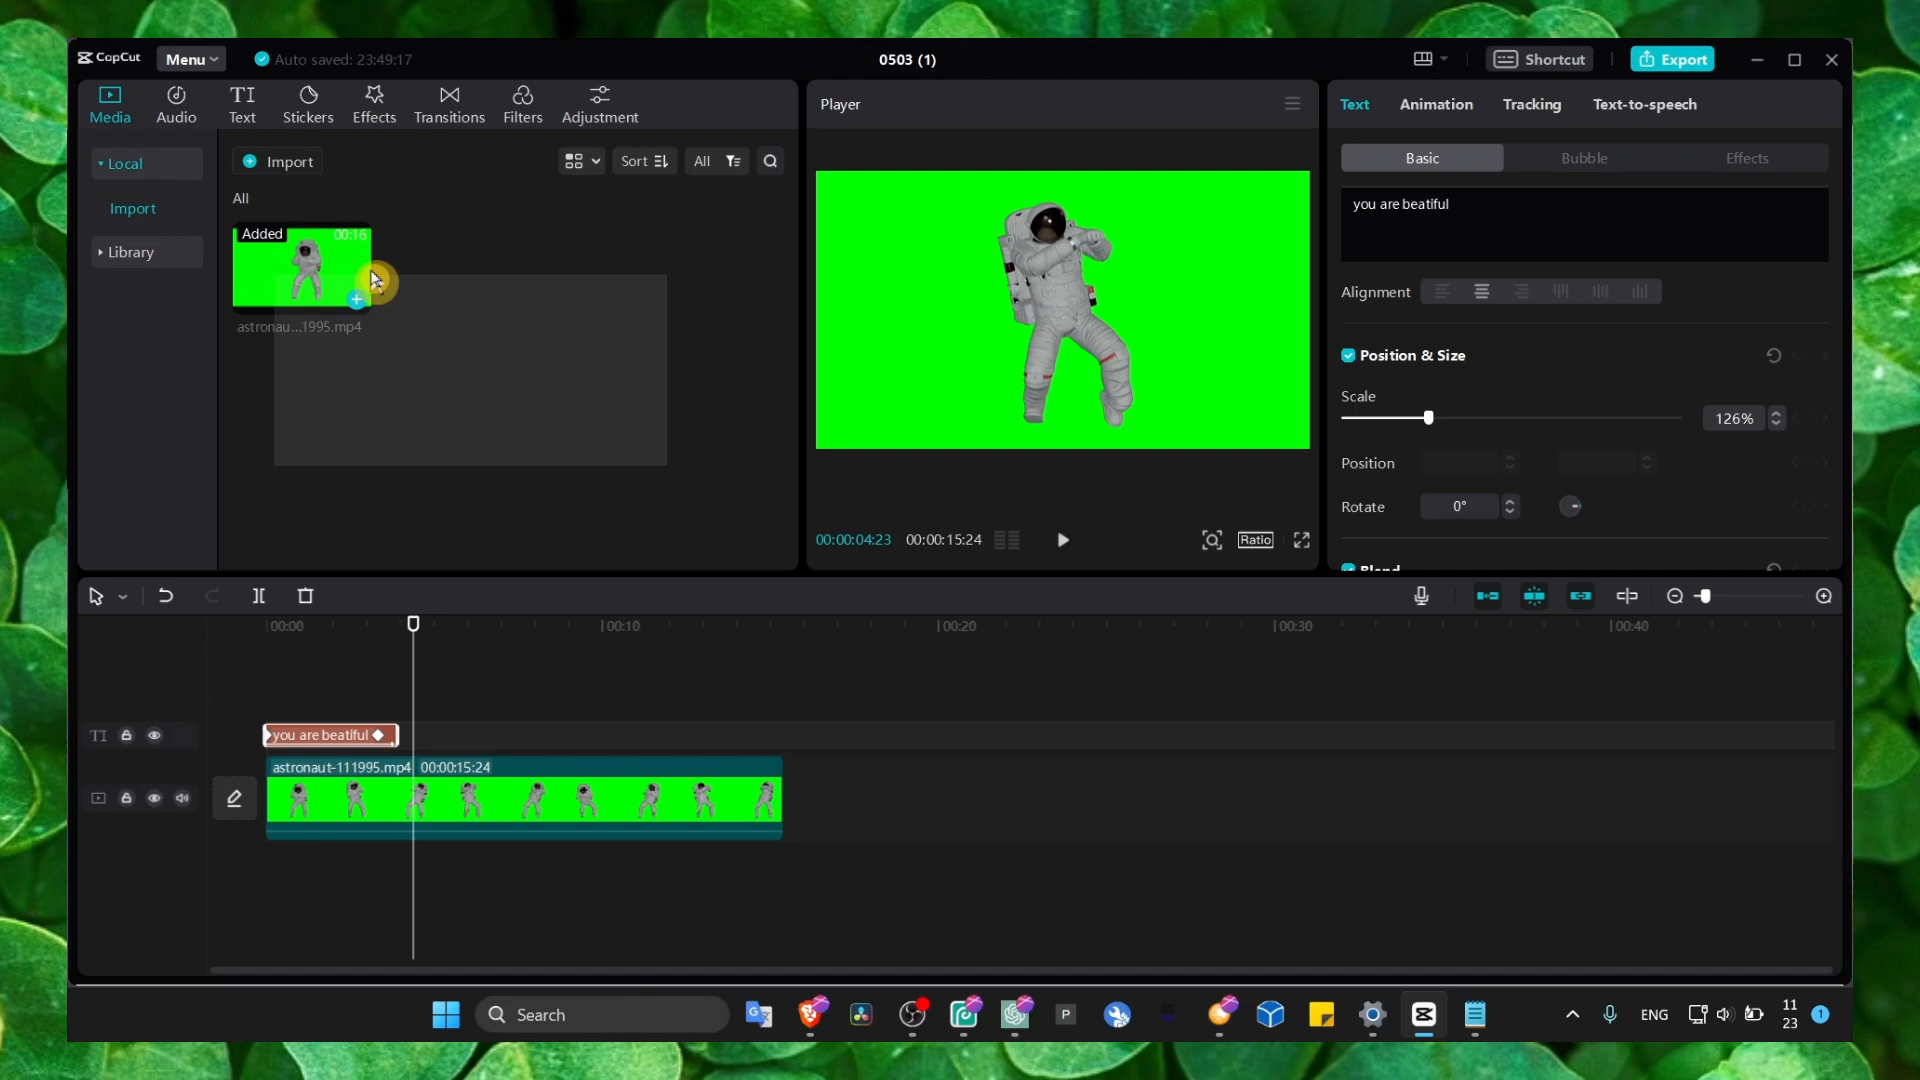 CapCut
Menu
Auto saved: 23:49:17
0503 (1)
Shortcut
Export
Media
Audio
Text
Stickers
Effects
Transitions
Filters
Adjustment
Local
Import
Library
Import
Sort
All
All
Added
00:16
astronau...1995.mp4
Player
00:00:04:23
00:00:15:24
Ratio
Text
Animation
Tracking
Text-to-speech
Basic
Bubble
Effects
you are beatiful
Alignment
Position & Size
Scale
126%
Position
Rotate
0°
Blend
00:00
00:10
00:20
00:30
00:40
TI
you are beatiful
astronaut-111995.mp4 00:00:15:24
Search
P
ENG
11
23
1